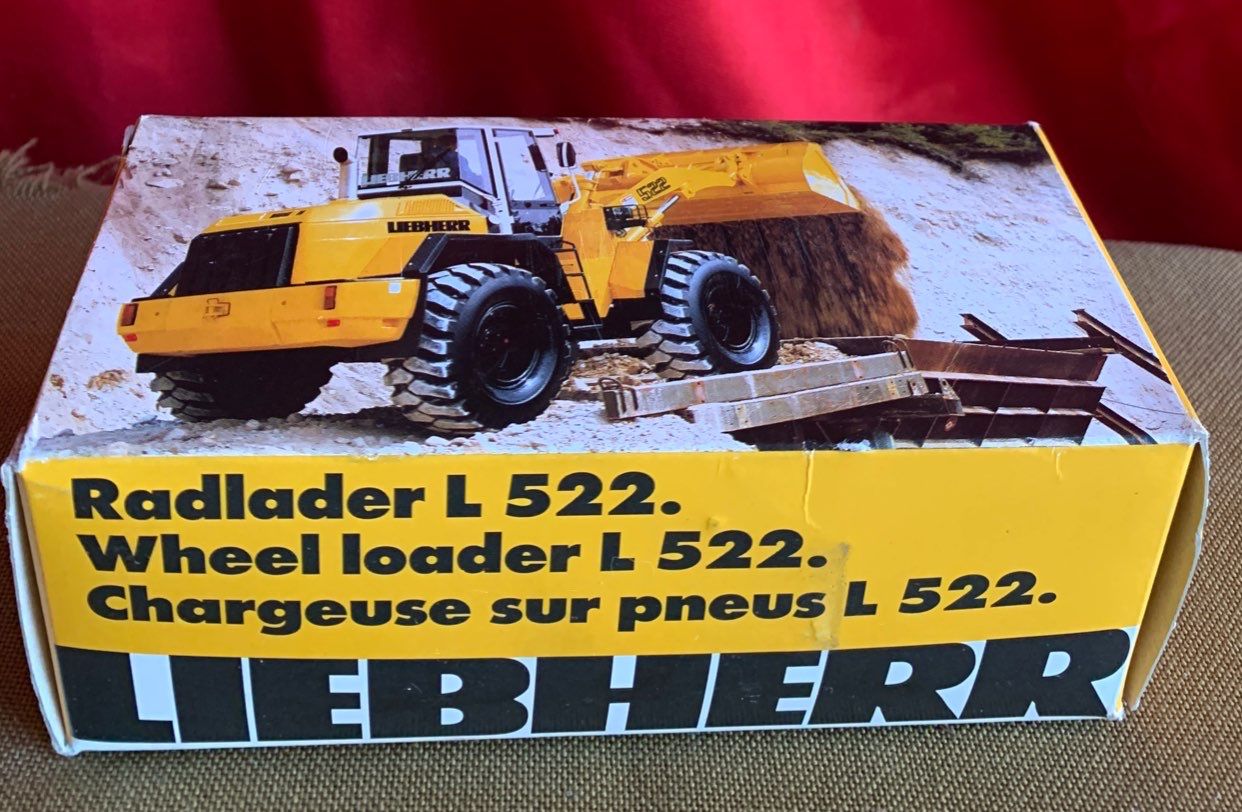 LIEBHERR
LIEBHERR
522
Radlader L 522.
Wheel loader L 522.
Chargeuse sur pneus L 522.
LIEBHERR